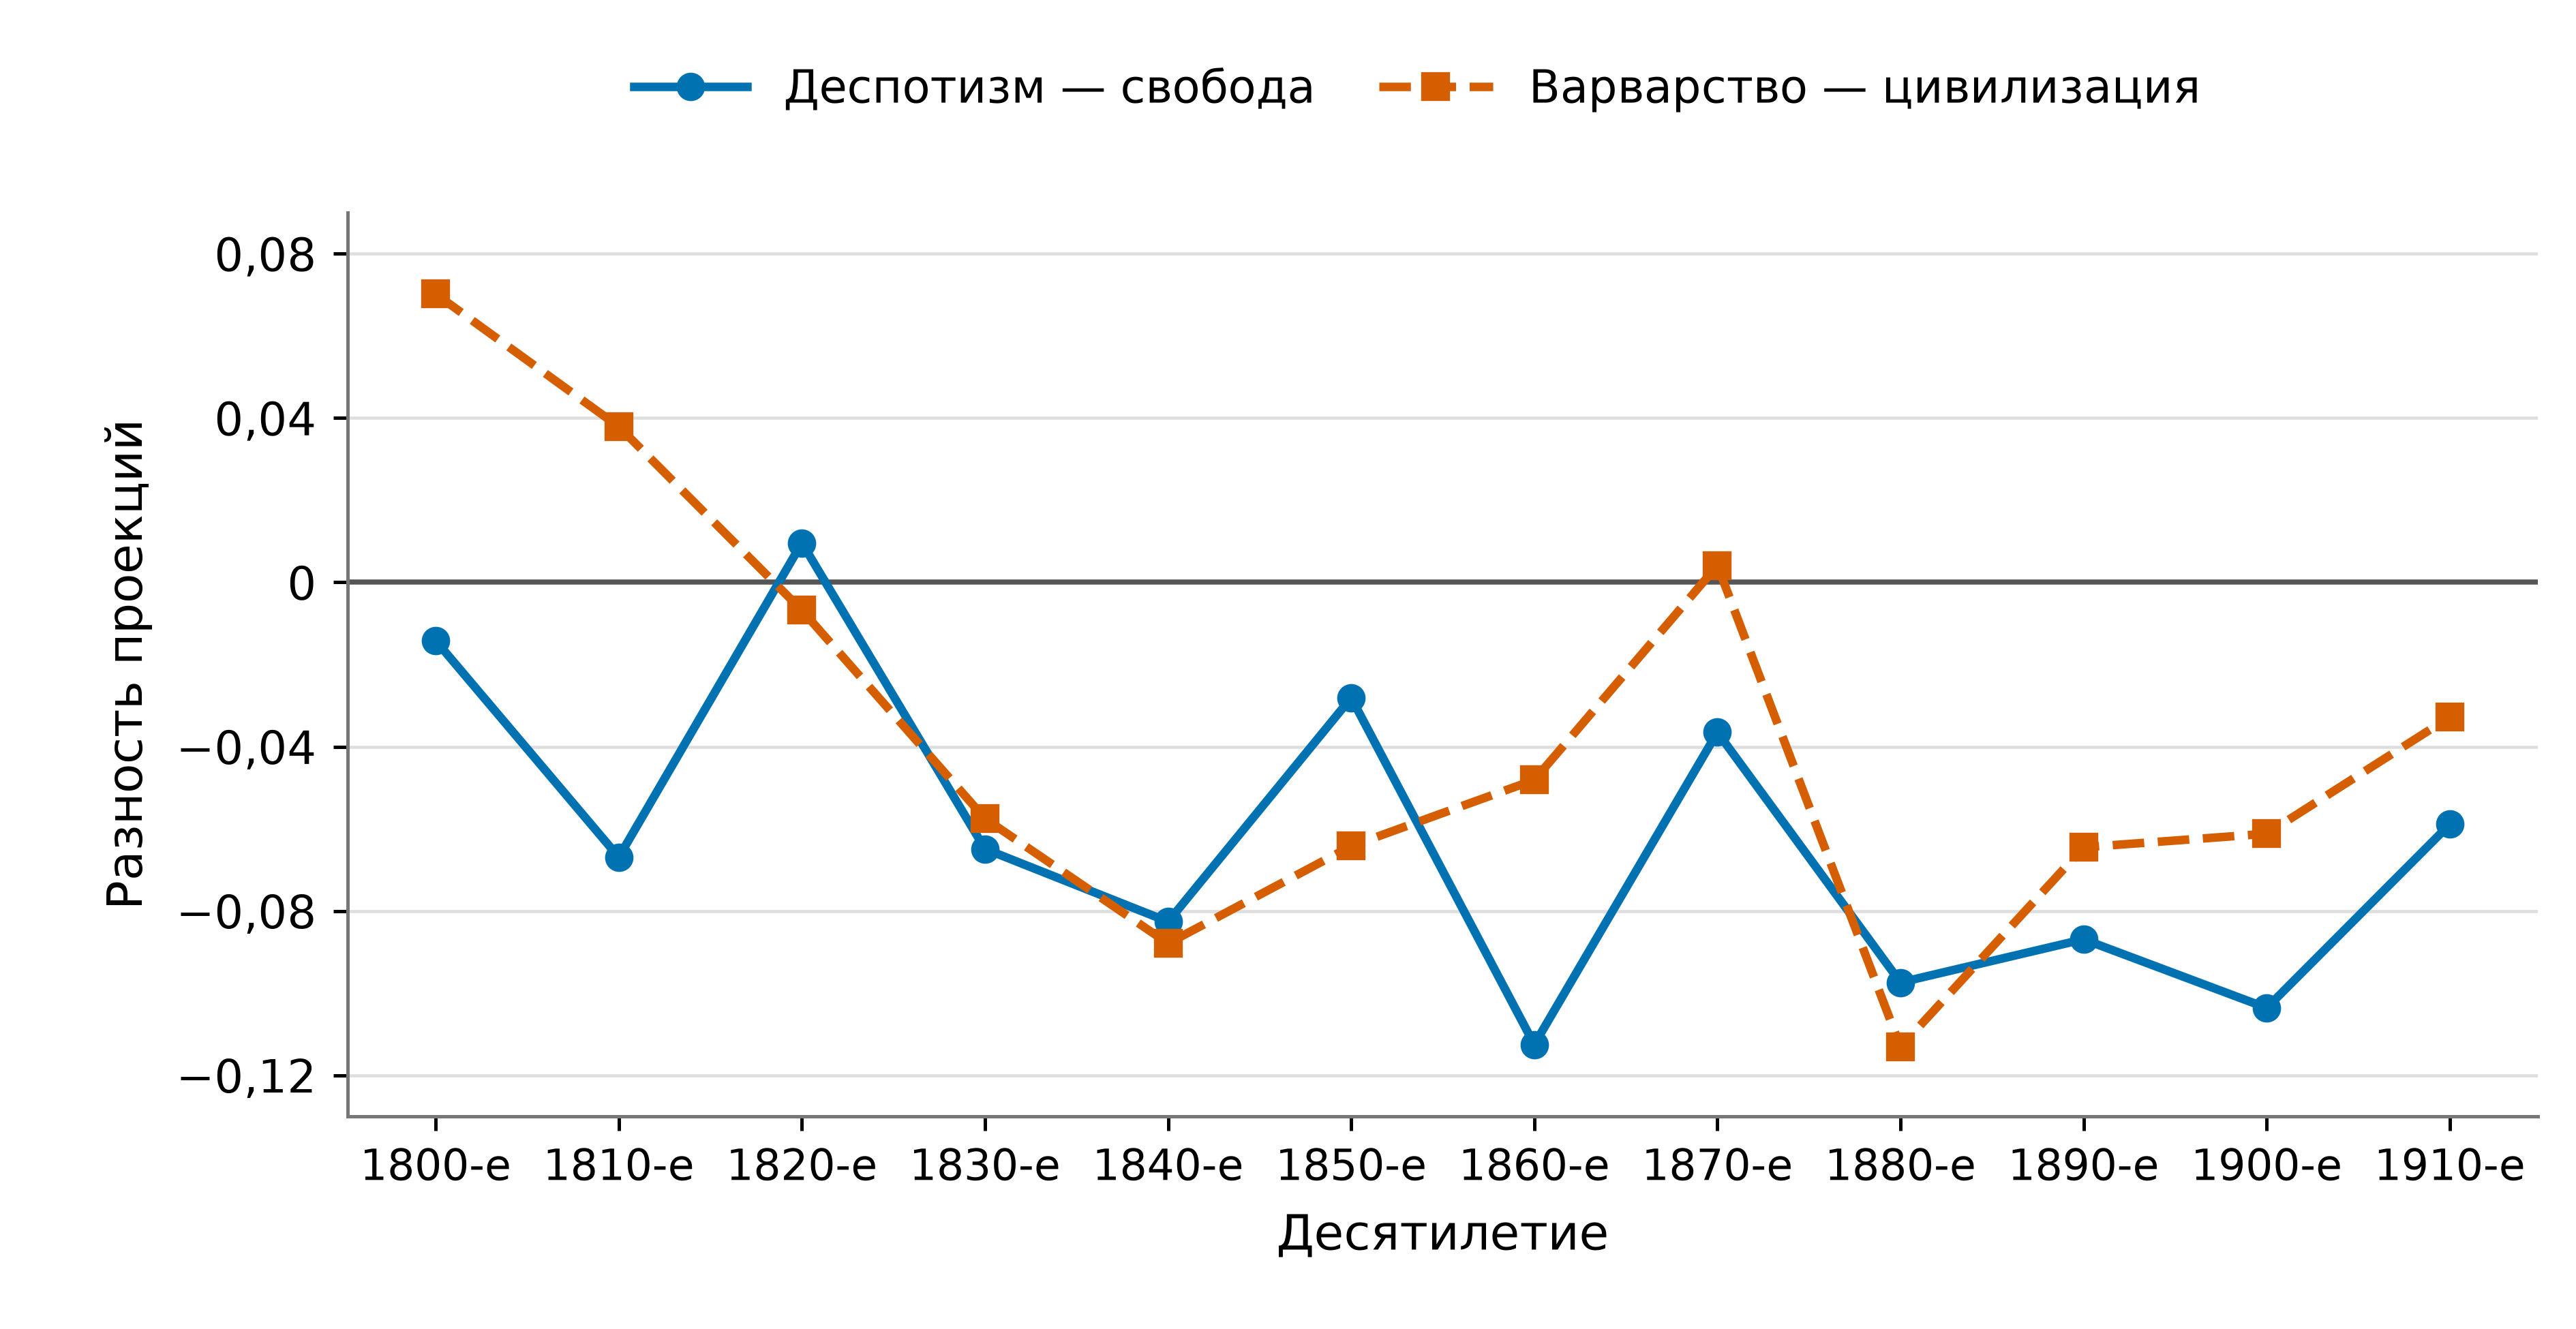 Деспотизм — свобода Варварство — цивилизация
Разность проекций
0,08
0,04
0
−0,04
−0,08
−0,12
1800-е 1810-е 1820-е 1830-е 1840-е 1850-е 1860-е 1870-е 1880-е 1890-е 1900-е 1910-е
Десятилетие